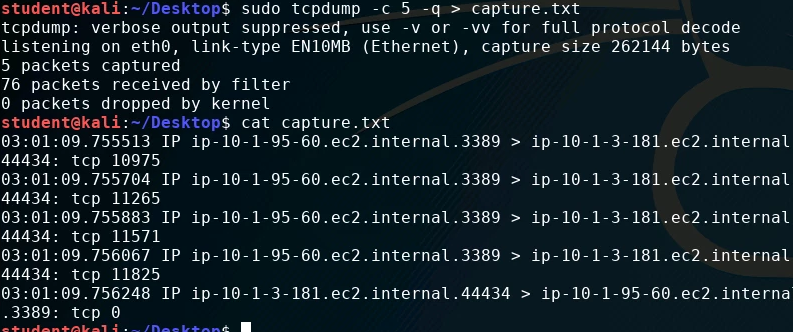 student@kali:~/Desktop$ sudo tcpdump -c 5 -q > capture.txt
tcpdump: verbose output suppressed, use -v or -vv for full protocol decode
listening on eth0, link-type EN10MB (Ethernet), capture size 262144 bytes
5 packets captured
76 packets received by filter
0 packets dropped by kernel
student@kali:~/Desktop$ cat capture.txt
03:01:09.755513 IP ip-10-1-95-60.ec2.internal.3389 > ip-10-1-3-181.ec2.internal
44434: tcp 10975
03:01:09.755704 IP ip-10-1-95-60.ec2.internal.3389 > ip-10-1-3-181.ec2.internal
44434: tcp 11265
03:01:09.755883 IP ip-10-1-95-60.ec2.internal.3389 > ip-10-1-3-181.ec2.internal
44434: tcp 11571
03:01:09.756067 IP ip-10-1-95-60.ec2.internal.3389 > ip-10-1-3-181.ec2.internal
44434: tcp 11825
03:01:09.756248 IP ip-10-1-3-181.ec2.internal.44434 > ip-10-1-95-60.ec2.interna
.3389: tcp 0
student@kali:~/Desktop$